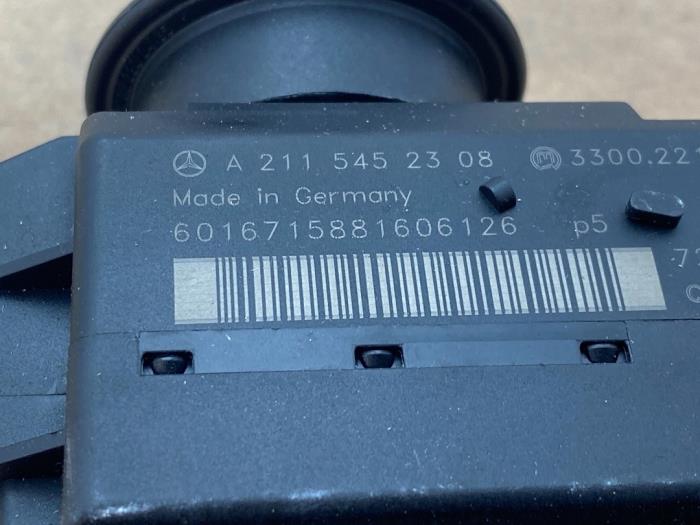 A 211 545 23 08 3300.221
Made in Germany
6016715881606126 p5